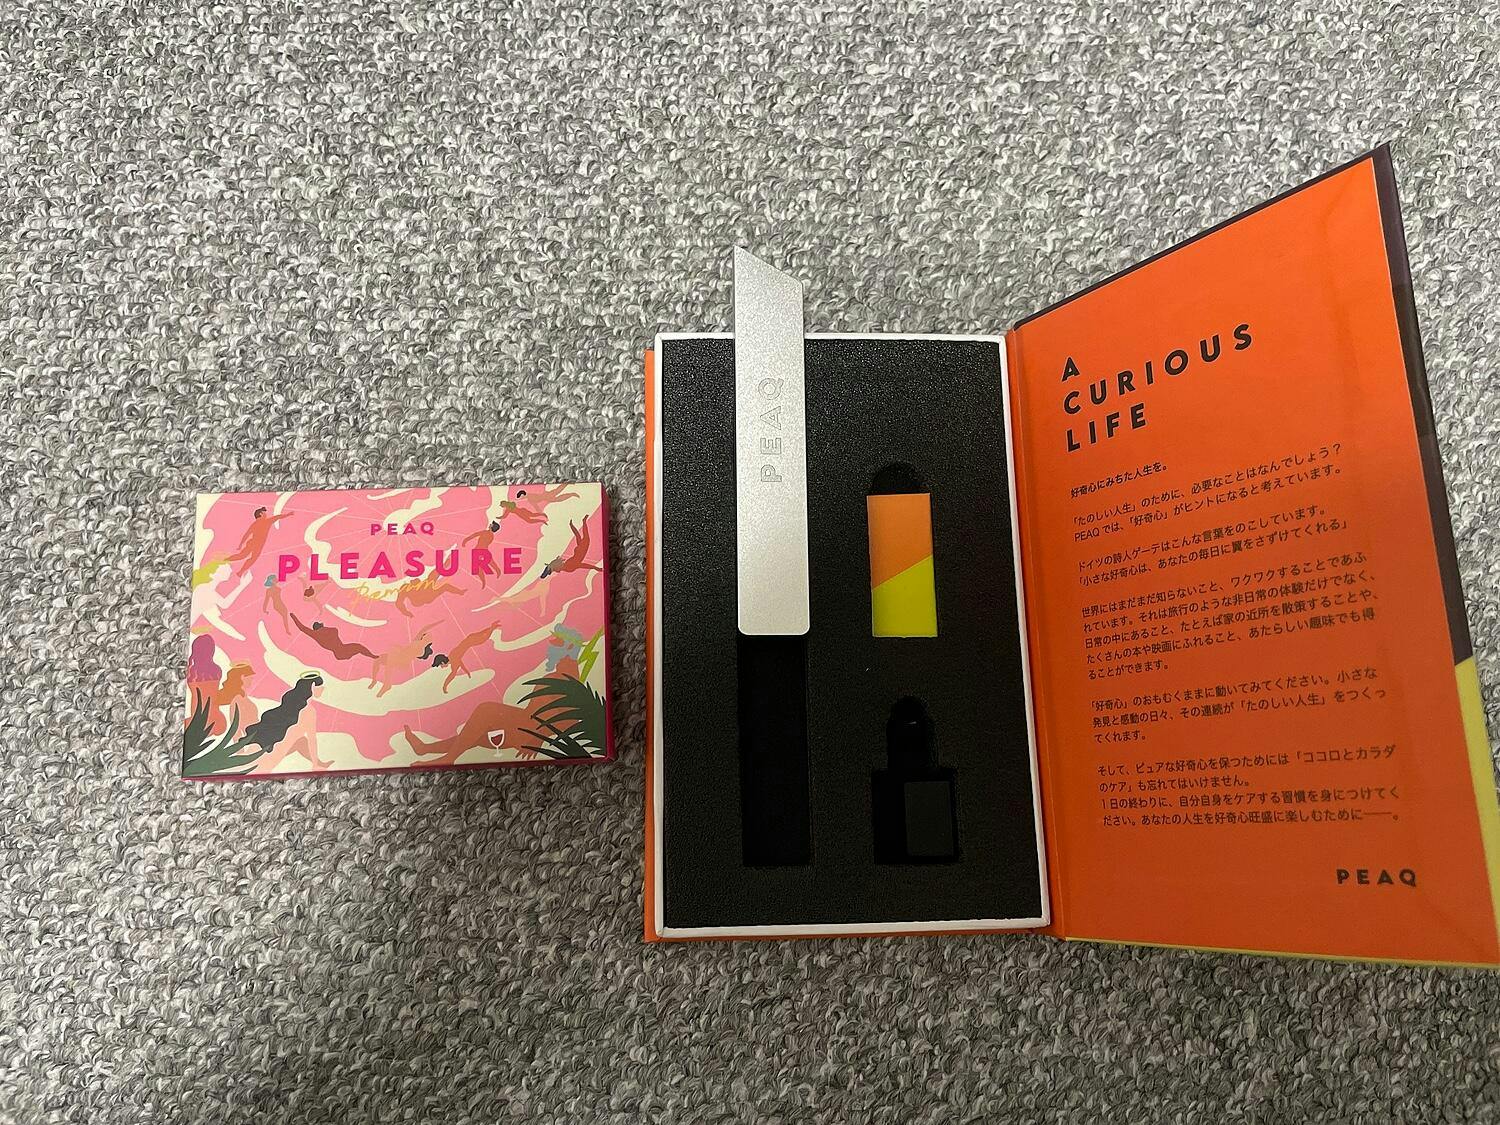 PEAQ
PLEASURE
Premium
PEAQ
A
CURIOUS
LIFE
好奇心にみちた人生を。
「たのしい人生」のために、必要なことはなんでしょう？
PEAQでは、「好奇心」がヒントになると考えています。
ドイツの詩人ゲーテはこんな言葉をのこしています。
「小さな好奇心は、あなたの毎日に翼をさずけてくれる」
世界にはまだまだ知らないこと、ワクワクすることであふ
れています。それは旅行のような非日常の体験だけでなく、
日常の中にあること、たとえば家の近所を散策することや、
たくさんの本や映画にふれること、あたらしい趣味でも得
ることができます。
「好奇心」のおもむくままに動いてみてください。小さな
発見と感動の日々、その連続が「たのしい人生」をつくっ
てくれます。
そして、ピュアな好奇心を保つためには「ココロとカラダ
のケア」も忘れてはいけません。
1日の終わりに、自分自身をケアする習慣を身につけてく
ださい。あなたの人生を好奇心旺盛に楽しむために――。
PEAQ